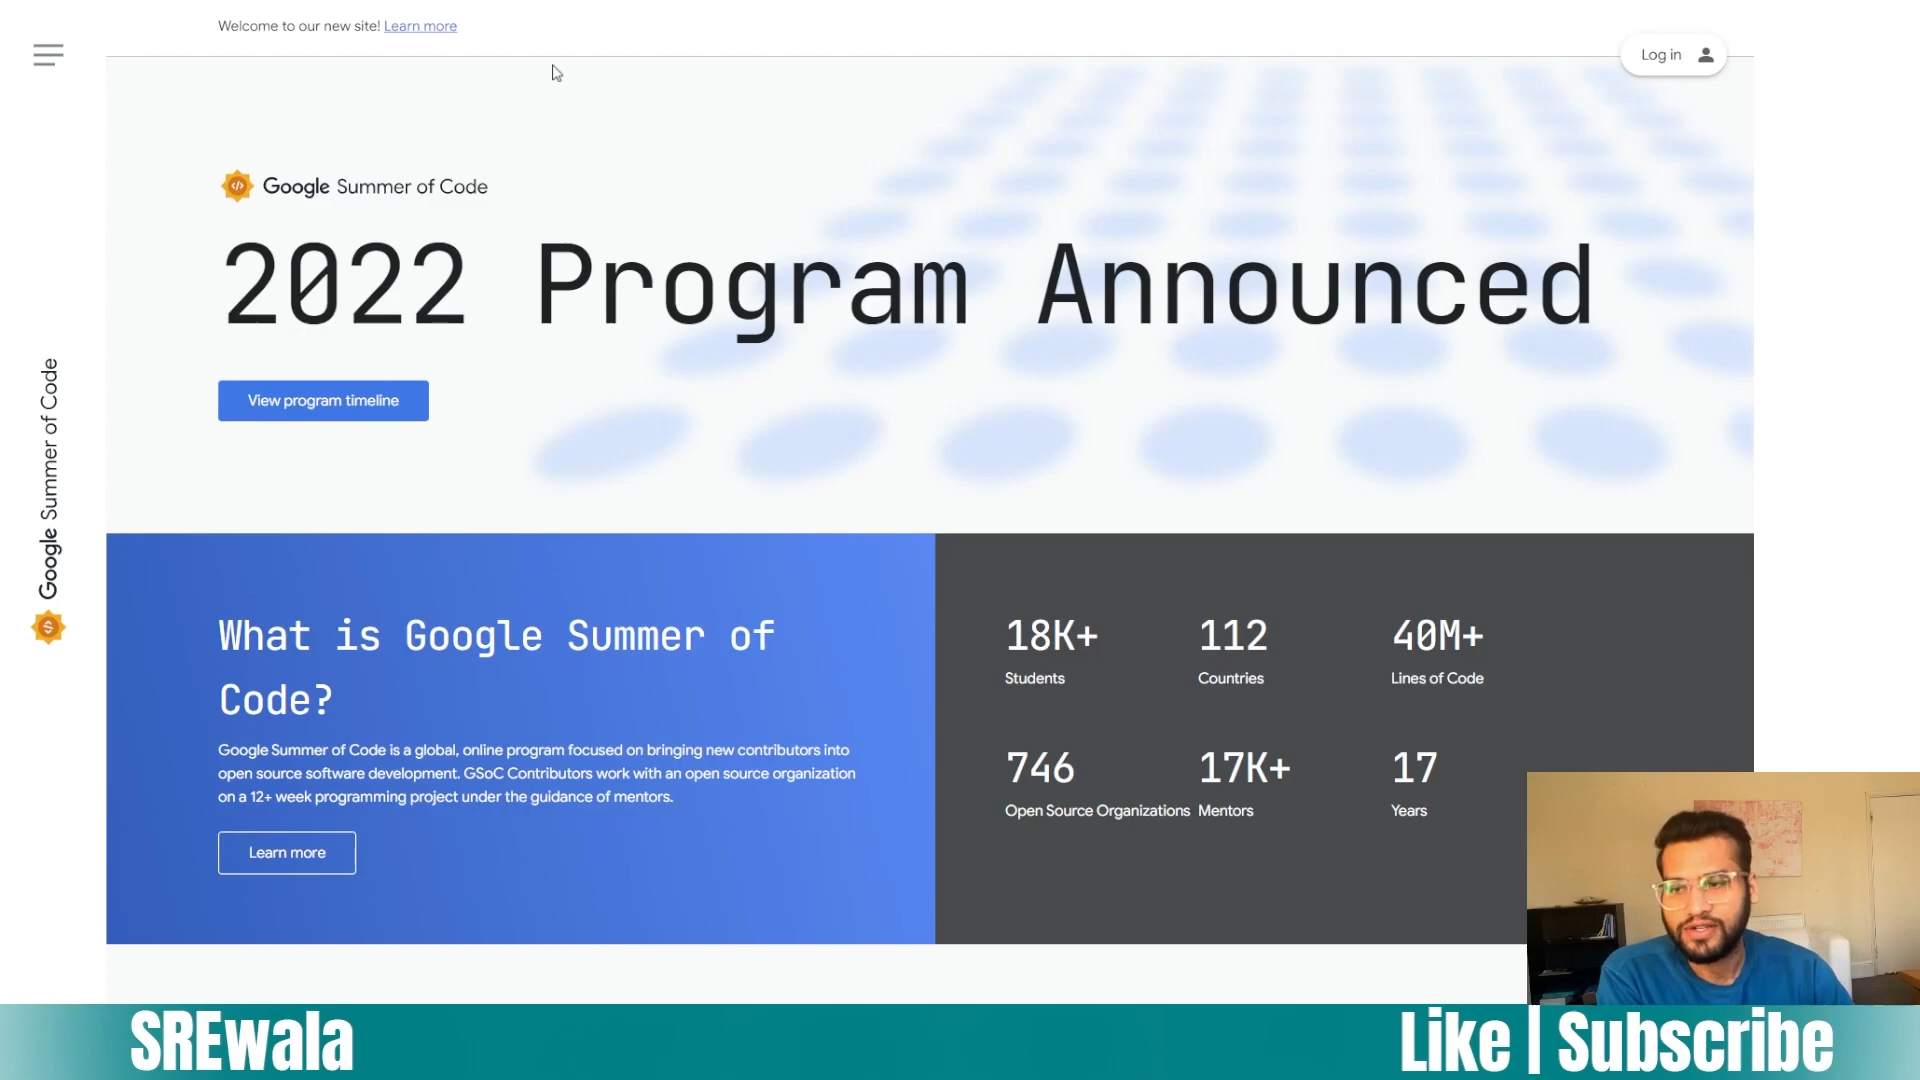 Welcome to our new site! Learn more
Log in
Google Summer of Code
2022 Program Announced
View program timeline
Google Summer of Code
What is Google Summer of
Code?
Google Summer of Code is a global, online program focused on bringing new contributors into
open source software development. GSoC Contributors work with an open source organization
on a 12+ week programming project under the guidance of mentors.
Learn more
18K+
Students
112
Countries
40M+
Lines of Code
746
Open Source Organizations
17K+
Mentors
17
Years
SREwala
Like | Subscribe